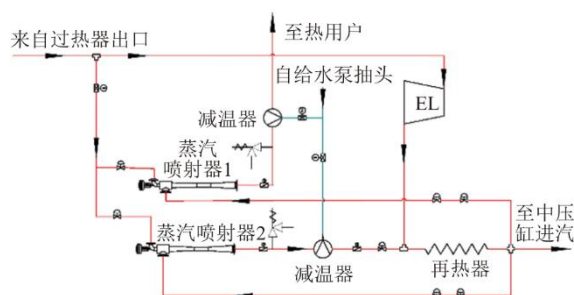 来自过热器出口
至热用户
自给水泵抽头
EL
减温器
蒸汽
喷射器1
至中压
缸进汽
蒸汽喷射器2
减温器
再热器